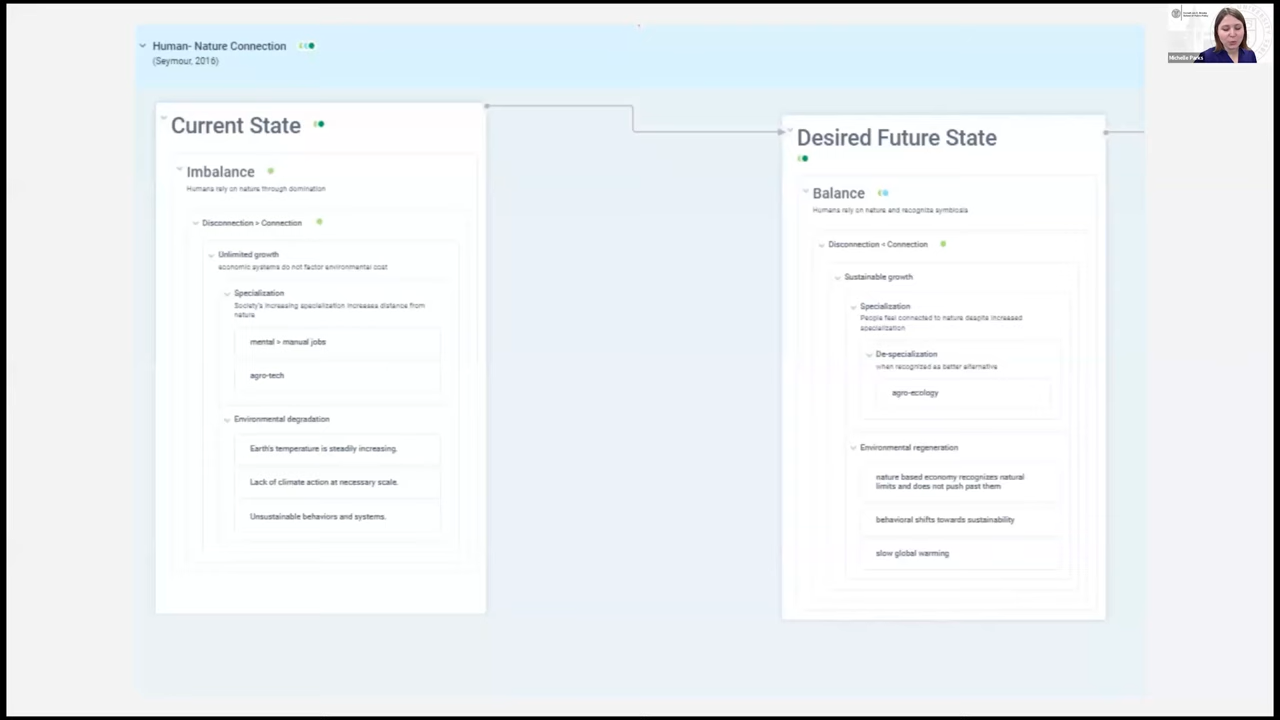 Human- Nature Connection
(Seymour, 2016)
Current State
Imbalance
Humans rely on nature through domination
Disconnection > Connection
Unlimited growth
economic systems do not factor environmental cost
Specialization
Society's increasing specialization increases distance from
nature
mental > manual jobs
agro-tech
Environmental degradation
Earth's temperature is steadily increasing.
Lack of climate action at necessary scale.
Unsustainable behaviors and systems.
Desired Future State
Balance
Humans rely on nature and recognize symbiosis
Disconnection < Connection
Sustainable growth
Specialization
People feel connected to nature despite increased
specialization
De-specialization
when recognized as better alternative
agro-ecology
Environmental regeneration
nature based economy recognizes natural
limits and does not push past them
behavioral shifts towards sustainability
slow global warming
Michelle Parks